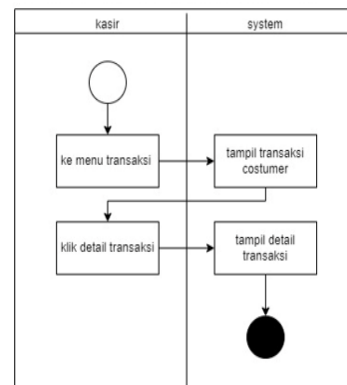 kasir
system
ke menu transaksi
tampil transaksi
costumer
klik detail transaksi
tampil detail
transaksi